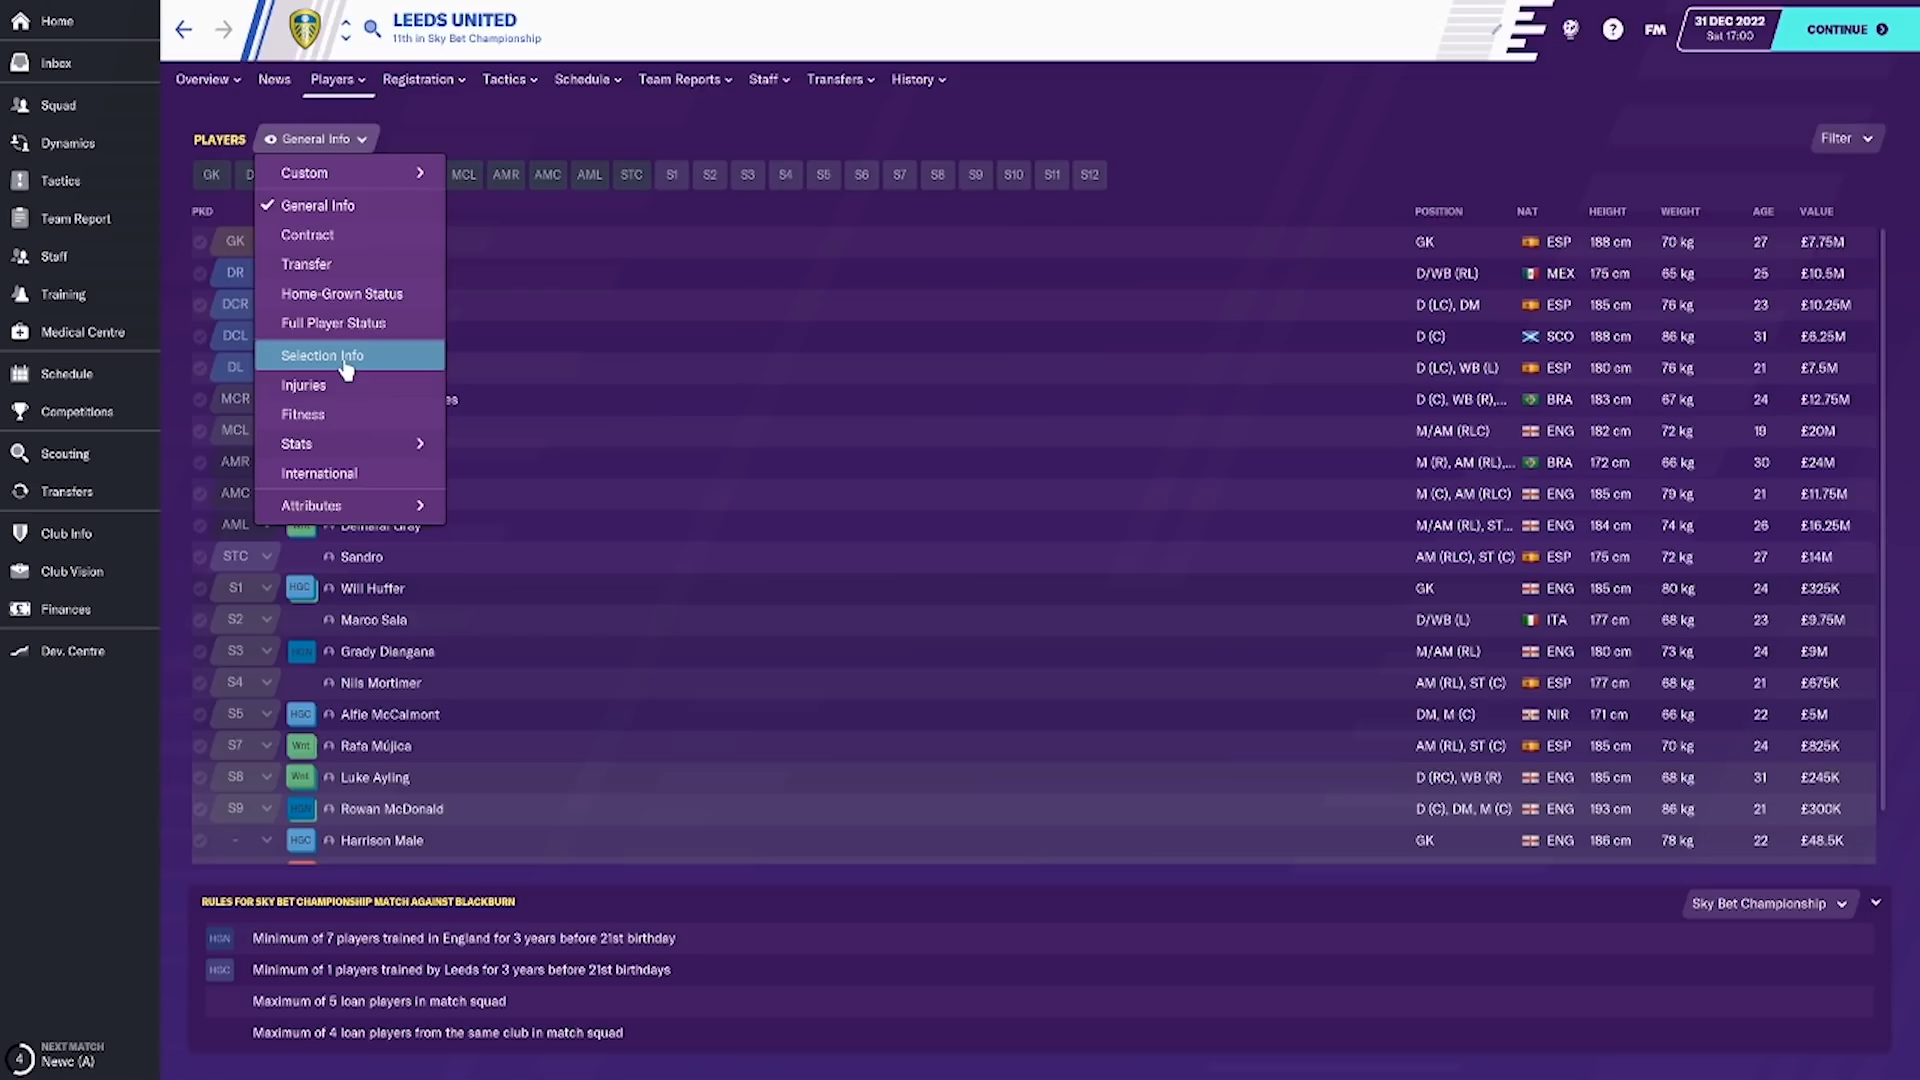 Home
Inbox
Squad
Dynamics
Tactics
Team Report
Staff
Training
Medical Centre
Schedule
Competitions
Scouting
Transfers
Club Info
Club Vision
Finances
Dev. Centre
4 NEXT MATCH
Newc (A)
LEEDS UNITED
11th in Sky Bet Championship
FM
31 DEC 2022
Sat 17:00
CONTINUE
Overview News Players Registration Tactics Schedule Team Reports Staff Transfers History
PLAYERS General Info Filter
Custom
General Info
Contract
Transfer
Home-Grown Status
Full Player Status
Selection Info
Injuries
Fitness
Stats
International
Attributes
GK D MCL AMR AMC AML STC S1 S2 S3 S4 S5 S6 S7 S8 S9 S10 S11 S12
PKD POSITION NAT HEIGHT WEIGHT AGE VALUE
GK GK ESP 188 cm 70 kg 27 £7.75M
DR D/WB (RL) MEX 175 cm 65 kg 25 £10.5M
DCR D (LC), DM ESP 185 cm 76 kg 23 £10.25M
DCL D (C) SCO 188 cm 86 kg 31 £6.25M
DL D (LC), WB (L) ESP 180 cm 76 kg 21 £7.5M
MCR es D (C), WB (R),... BRA 183 cm 67 kg 24 £12.75M
MCL M/AM (RLC) ENG 182 cm 72 kg 19 £20M
AMR M (R), AM (RL),... BRA 172 cm 66 kg 30 £24M
AMC M (C), AM (RLC) ENG 185 cm 79 kg 21 £11.75M
AML Demarai Gray M/AM (RL), ST... ENG 184 cm 74 kg 26 £16.25M
STC Sandro AM (RLC), ST (C) ESP 175 cm 72 kg 27 £14M
S1 HGC Will Huffer GK ENG 185 cm 80 kg 24 £325K
S2 Marco Sala D/WB (L) ITA 177 cm 68 kg 23 £9.75M
S3 HGN Grady Diangana M/AM (RL) ENG 180 cm 73 kg 24 £9M
S4 Nils Mortimer AM (RL), ST (C) ESP 177 cm 68 kg 21 £675K
S5 HGC Alfie McCalmont DM, M (C) NIR 171 cm 66 kg 22 £5M
S7 Wnt Rafa Mújica AM (RL), ST (C) ESP 185 cm 70 kg 24 £825K
S8 Wnt Luke Ayling D (RC), WB (R) ENG 185 cm 68 kg 31 £245K
S9 HGN Rowan McDonald D (C), DM, M (C) ENG 193 cm 86 kg 21 £300K
- HGC Harrison Male GK ENG 186 cm 78 kg 22 £48.5K
RULES FOR SKY BET CHAMPIONSHIP MATCH AGAINST BLACKBURN Sky Bet Championship
HGN Minimum of 7 players trained in England for 3 years before 21st birthday
HGC Minimum of 1 players trained by Leeds for 3 years before 21st birthdays
Maximum of 5 loan players in match squad
Maximum of 4 loan players from the same club in match squad